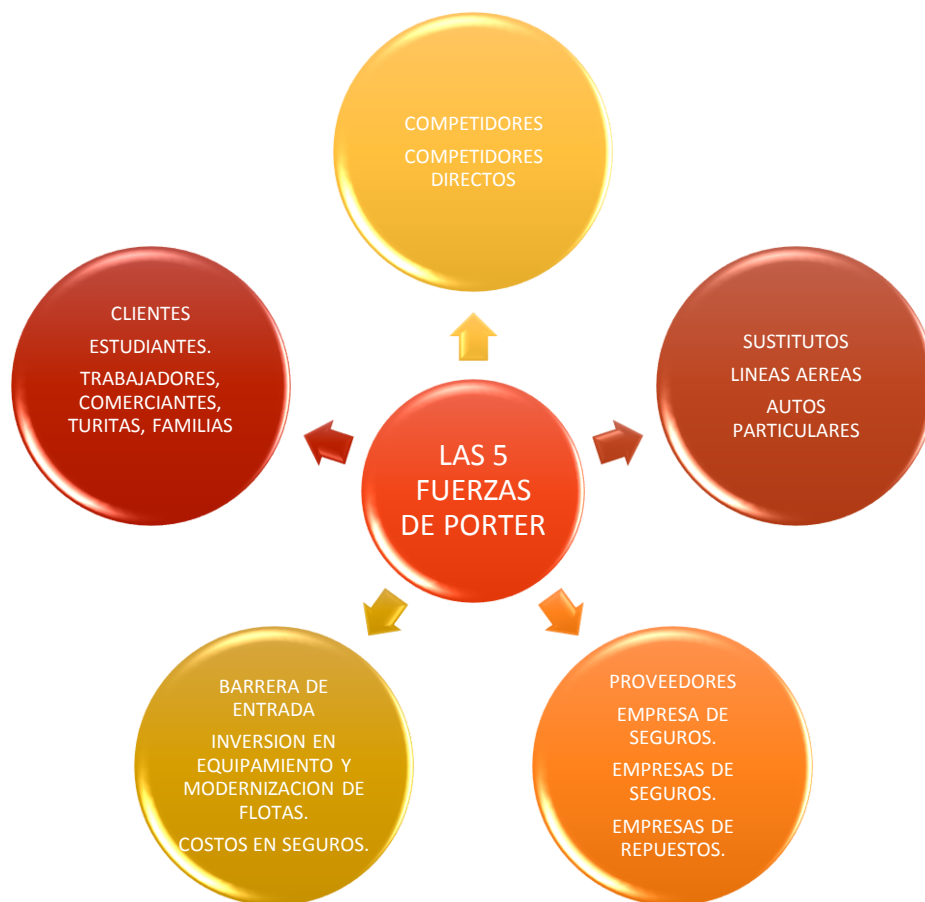 COMPETIDORES
COMPETIDORES
DIRECTOS
CLIENTES
ESTUDIANTES.
TRABAJADORES,
COMERCIANTES,
TURITAS, FAMILIAS
SUSTITUTOS
LINEAS AEREAS
AUTOS
PARTICULARES
LAS 5
FUERZAS
DE PORTER
BARRERA DE
ENTRADA
INVERSION EN
EQUIPAMIENTO Y
MODERNIZACION DE
FLOTAS.
COSTOS EN SEGUROS.
PROVEEDORES
EMPRESA DE
SEGUROS.
EMPRESAS DE
SEGUROS.
EMPRESAS DE
REPUESTOS.